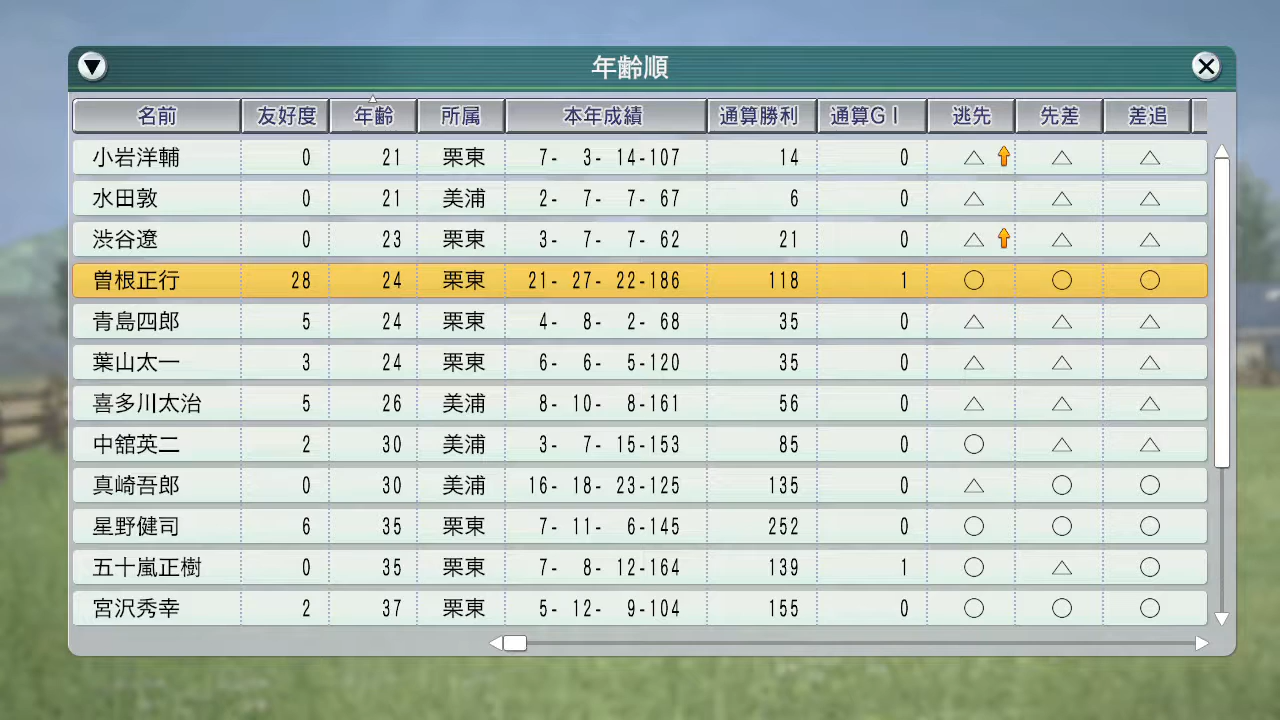 年齢順
名前 友好度 年齢 所属 本年成績 通算勝利 通算GⅠ 逃先 先差 差追
小岩洋輔 0 21 栗東 7- 3- 14-107 14 0 △ △ △
水田敦 0 21 美浦 2- 7- 7- 67 6 0 △ △ △
渋谷遼 0 23 栗東 3- 7- 7- 62 21 0 △ △ △
曽根正行 28 24 栗東 21- 27- 22-186 118 1 ○ ○ ○
青島四郎 5 24 栗東 4- 8- 2- 68 35 0 △ △ △
葉山太一 3 24 栗東 6- 6- 5-120 35 0 △ △ △
喜多川太治 5 26 美浦 8- 10- 8-161 56 0 △ △ △
中舘英二 2 30 美浦 3- 7- 15-153 85 0 ○ △ △
真崎吾郎 0 30 美浦 16- 18- 23-125 135 0 △ ○ ○
星野健司 6 35 栗東 7- 11- 6-145 252 0 ○ ○ ○
五十嵐正樹 0 35 栗東 7- 8- 12-164 139 1 ○ △ ○
宮沢秀幸 2 37 栗東 5- 12- 9-104 155 0 ○ ○ ○